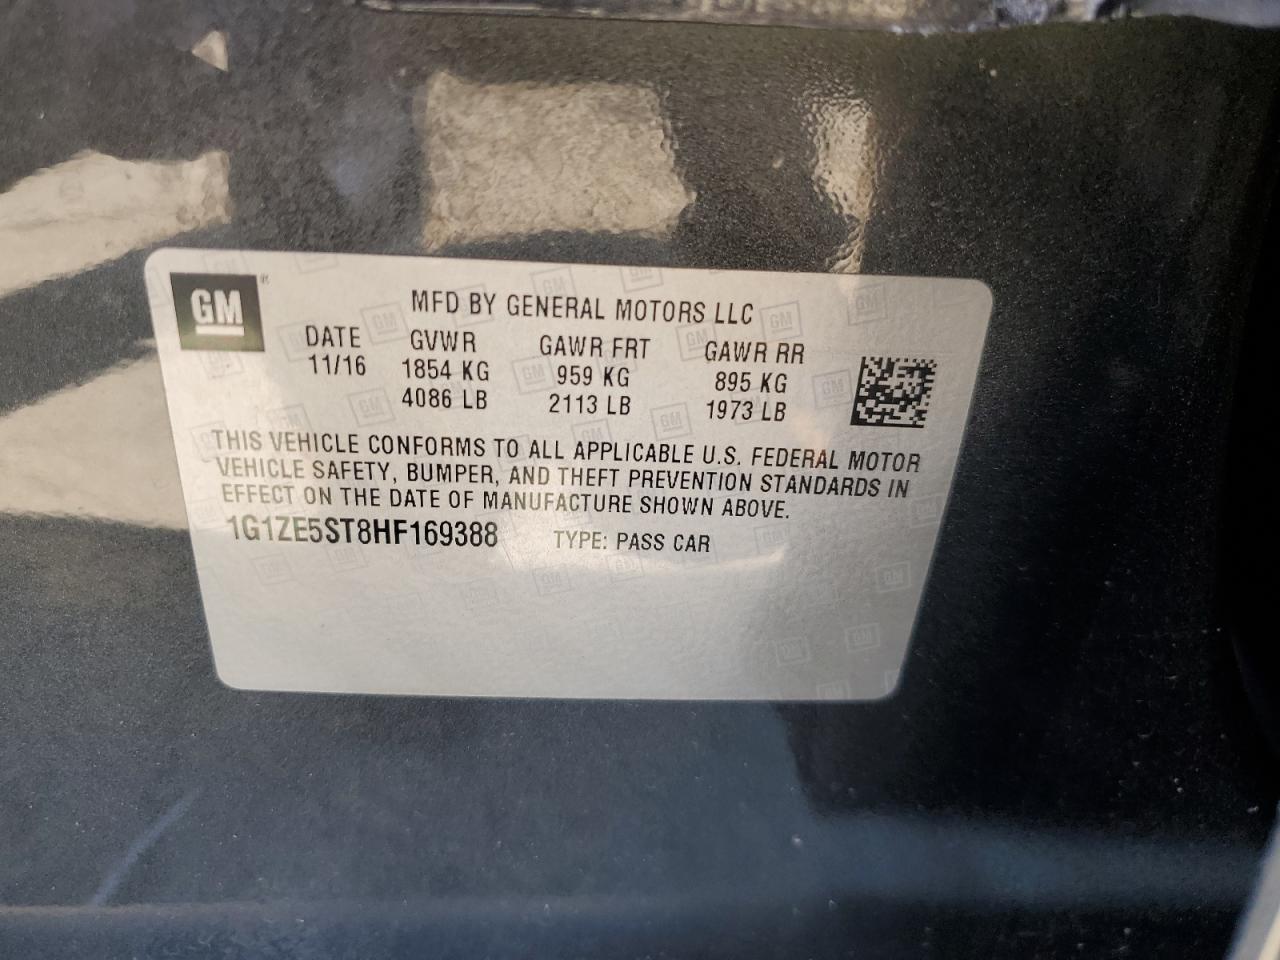 GM
MFD BY GENERAL MOTORS LLC
DATE GVWR GAWR FRT GAWR RR
11/16 1854 KG 959 KG 895 KG
4086 LB 2113 LB 1973 LB
THIS VEHICLE CONFORMS TO ALL APPLICABLE U.S. FEDERAL MOTOR
VEHICLE SAFETY, BUMPER, AND THEFT PREVENTION STANDARDS IN
EFFECT ON THE DATE OF MANUFACTURE SHOWN ABOVE.
1G1ZE5ST8HF169388 TYPE: PASS CAR